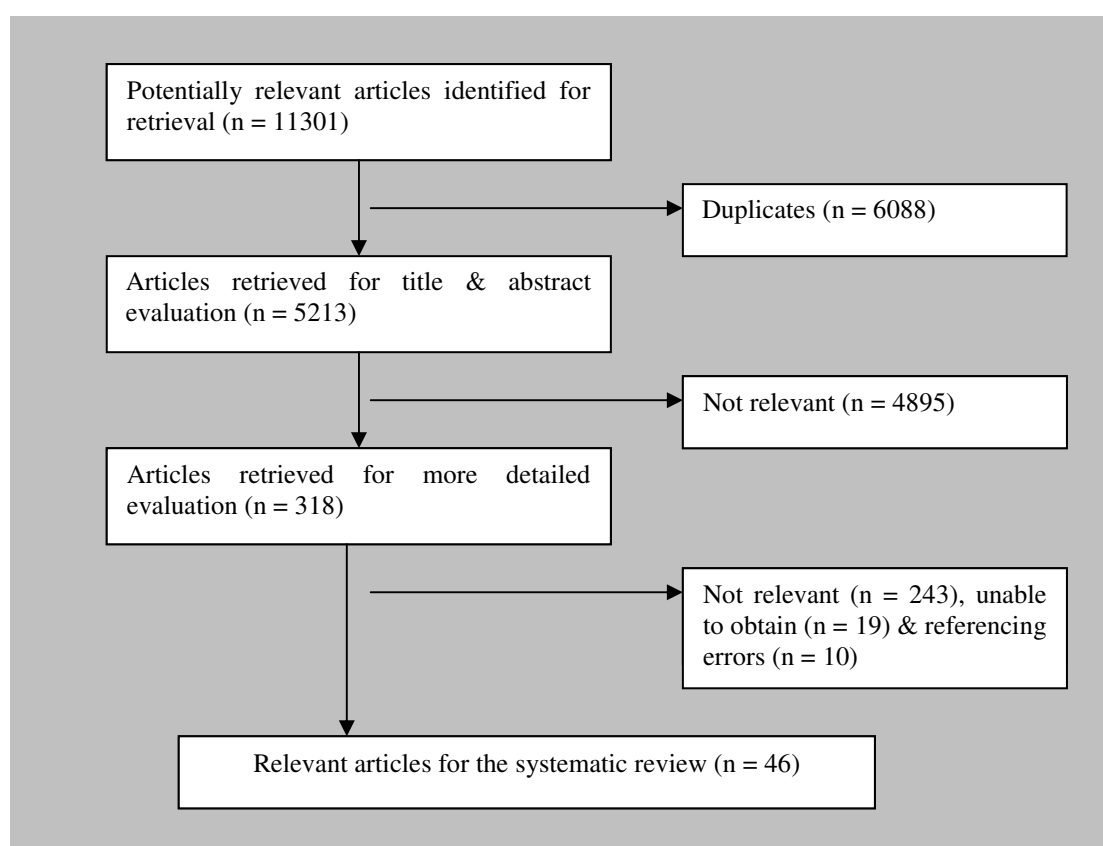 Potentially relevant articles identified for
retrieval (n = 11301)
Duplicates (n = 6088)
Articles retrieved for title & abstract
evaluation (n = 5213)
Not relevant (n = 4895)
Articles retrieved for more detailed
evaluation (n = 318)
Not relevant (n = 243), unable
to obtain (n = 19) & referencing
errors (n = 10)
Relevant articles for the systematic review (n = 46)